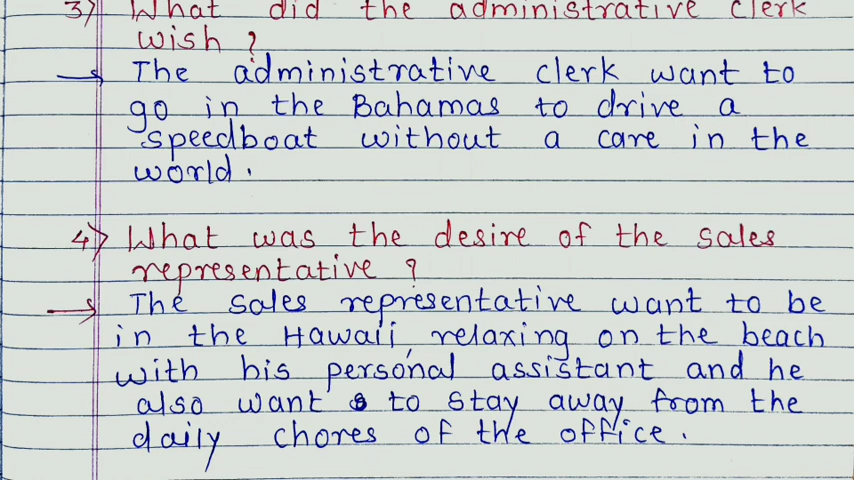 3) What did the administrative clerk
wish ?
→ The administrative clerk want to
go in the Bahamas to drive a
speedboat without a care in the
world.
4) What was the desire of the sales
representative ?
→ The sales representative want to be
in the Hawaii, relaxing on the beach
with his personal assistant and he
also want s to stay away from the
daily chores of the office.